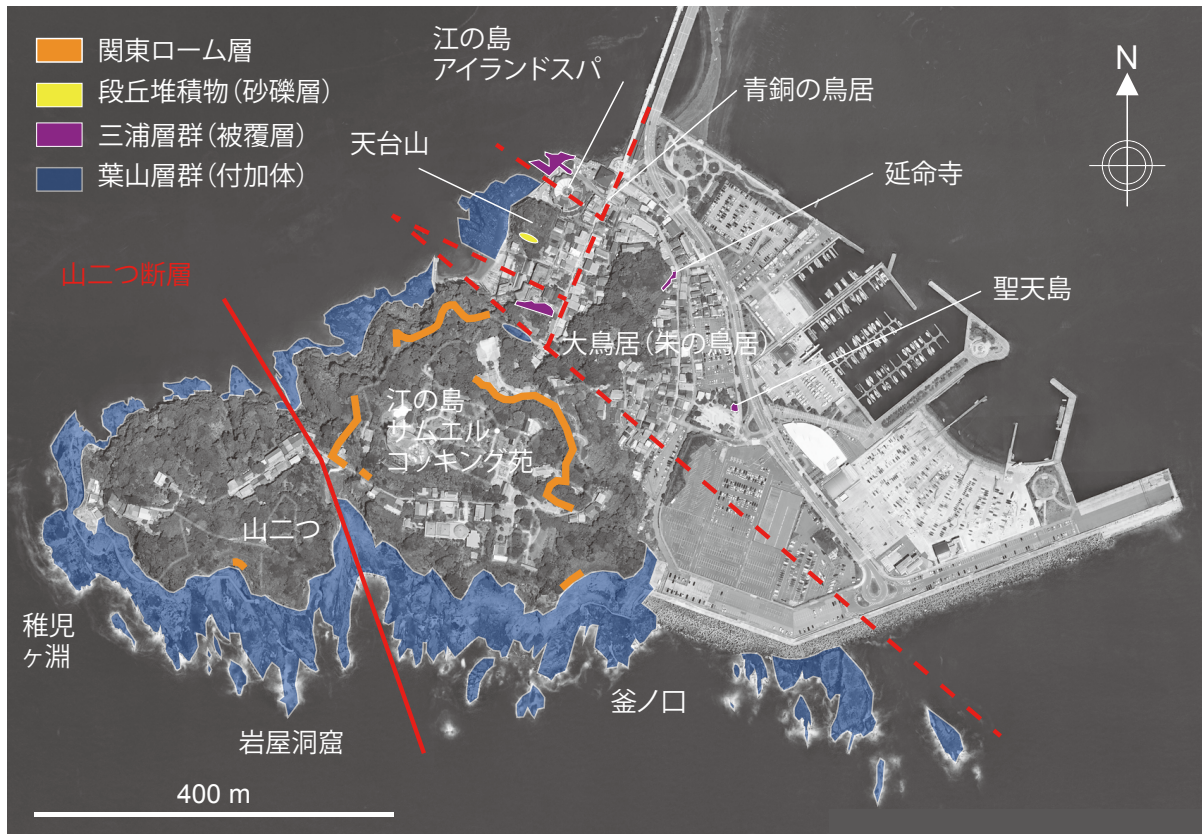 関東ローム層
段丘堆積物（砂礫層）
三浦層群（被覆層）
葉山層群（付加体）
江の島
アイランドスパ
青銅の鳥居
天台山
延命寺
N
山二つ断層
聖天島
大鳥居（朱の鳥居）
江の島
サムエル・
コッキング苑
山二つ
稚児
ヶ淵
釜ノ口
岩屋洞窟
400 m